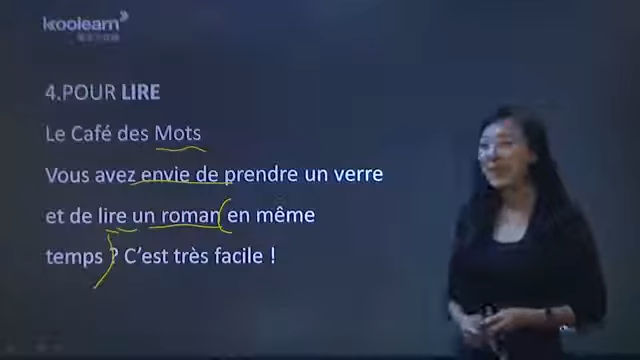 koolearn
4.POUR LIRE
Le Café des Mots
Vous avez envie de prendre un verre
et de lire un roman en même
temps ? C'est très facile !